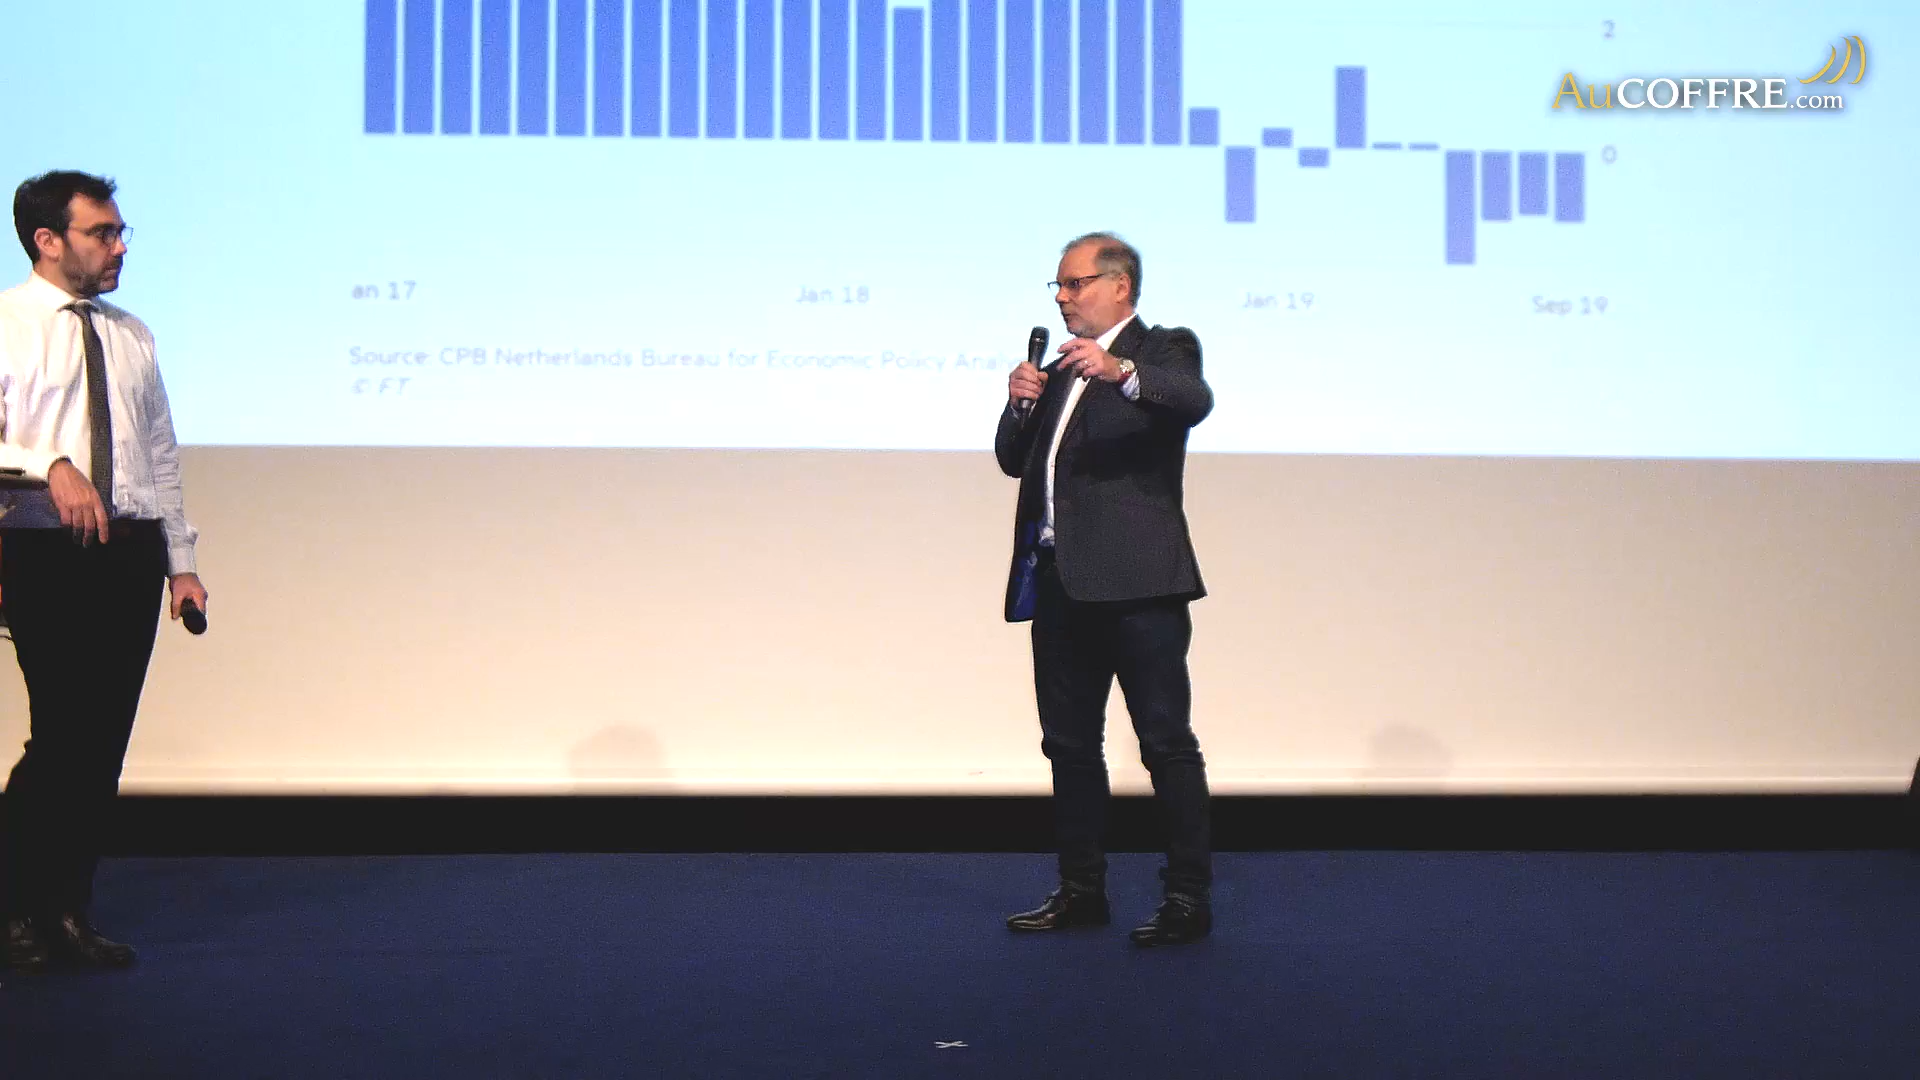 2
AuCOFFRE.com
0
an 17
Jan 18
Jan 19
Sep 19
Source: CPB Netherlands Bureau for Economic Policy
© FT